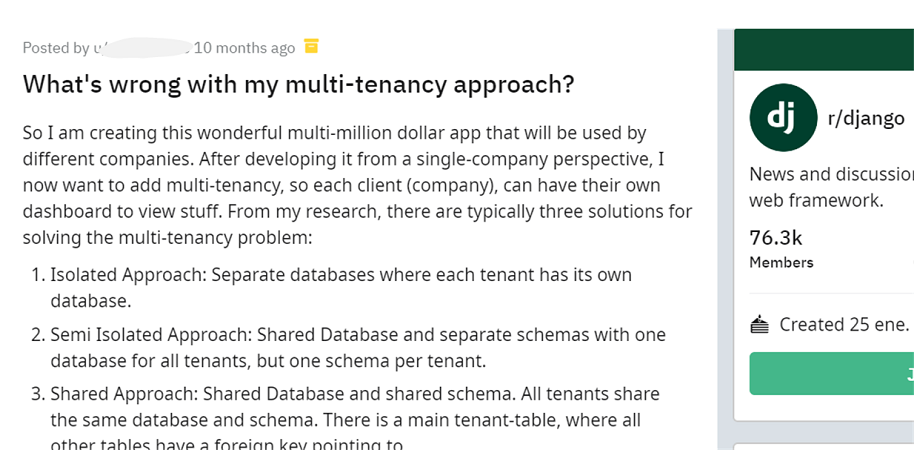 Posted by u/ 10 months ago
What's wrong with my multi-tenancy approach?
So I am creating this wonderful multi-million dollar app that will be used by
different companies. After developing it from a single-company perspective, I
now want to add multi-tenancy, so each client (company), can have their own
dashboard to view stuff. From my research, there are typically three solutions for
solving the multi-tenancy problem:
1. Isolated Approach: Separate databases where each tenant has its own
database.
2. Semi Isolated Approach: Shared Database and separate schemas with one
database for all tenants, but one schema per tenant.
3. Shared Approach: Shared Database and shared schema. All tenants share
the same database and schema. There is a main tenant-table, where all
other tables have a foreign key pointing to
dj
r/django
News and discussion
web framework.
76.3k
Members
Created 25 ene.